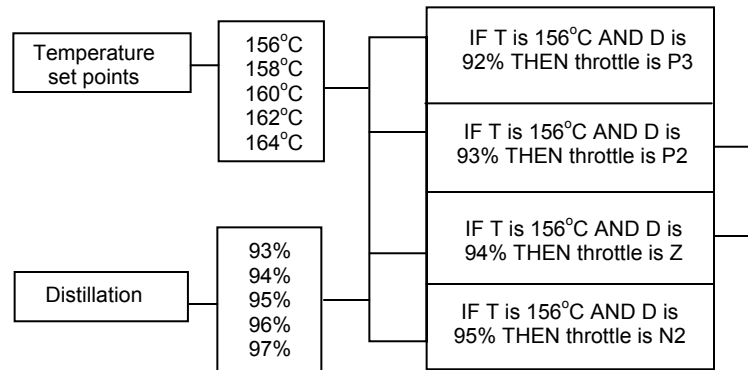 Temperature
set points
156°C
158°C
160°C
162°C
164°C
IF T is 156°C AND D is
92% THEN throttle is P3
IF T is 156°C AND D is
93% THEN throttle is P2
Distillation
93%
94%
95%
96%
97%
IF T is 156°C AND D is
94% THEN throttle is Z
IF T is 156°C AND D is
95% THEN throttle is N2